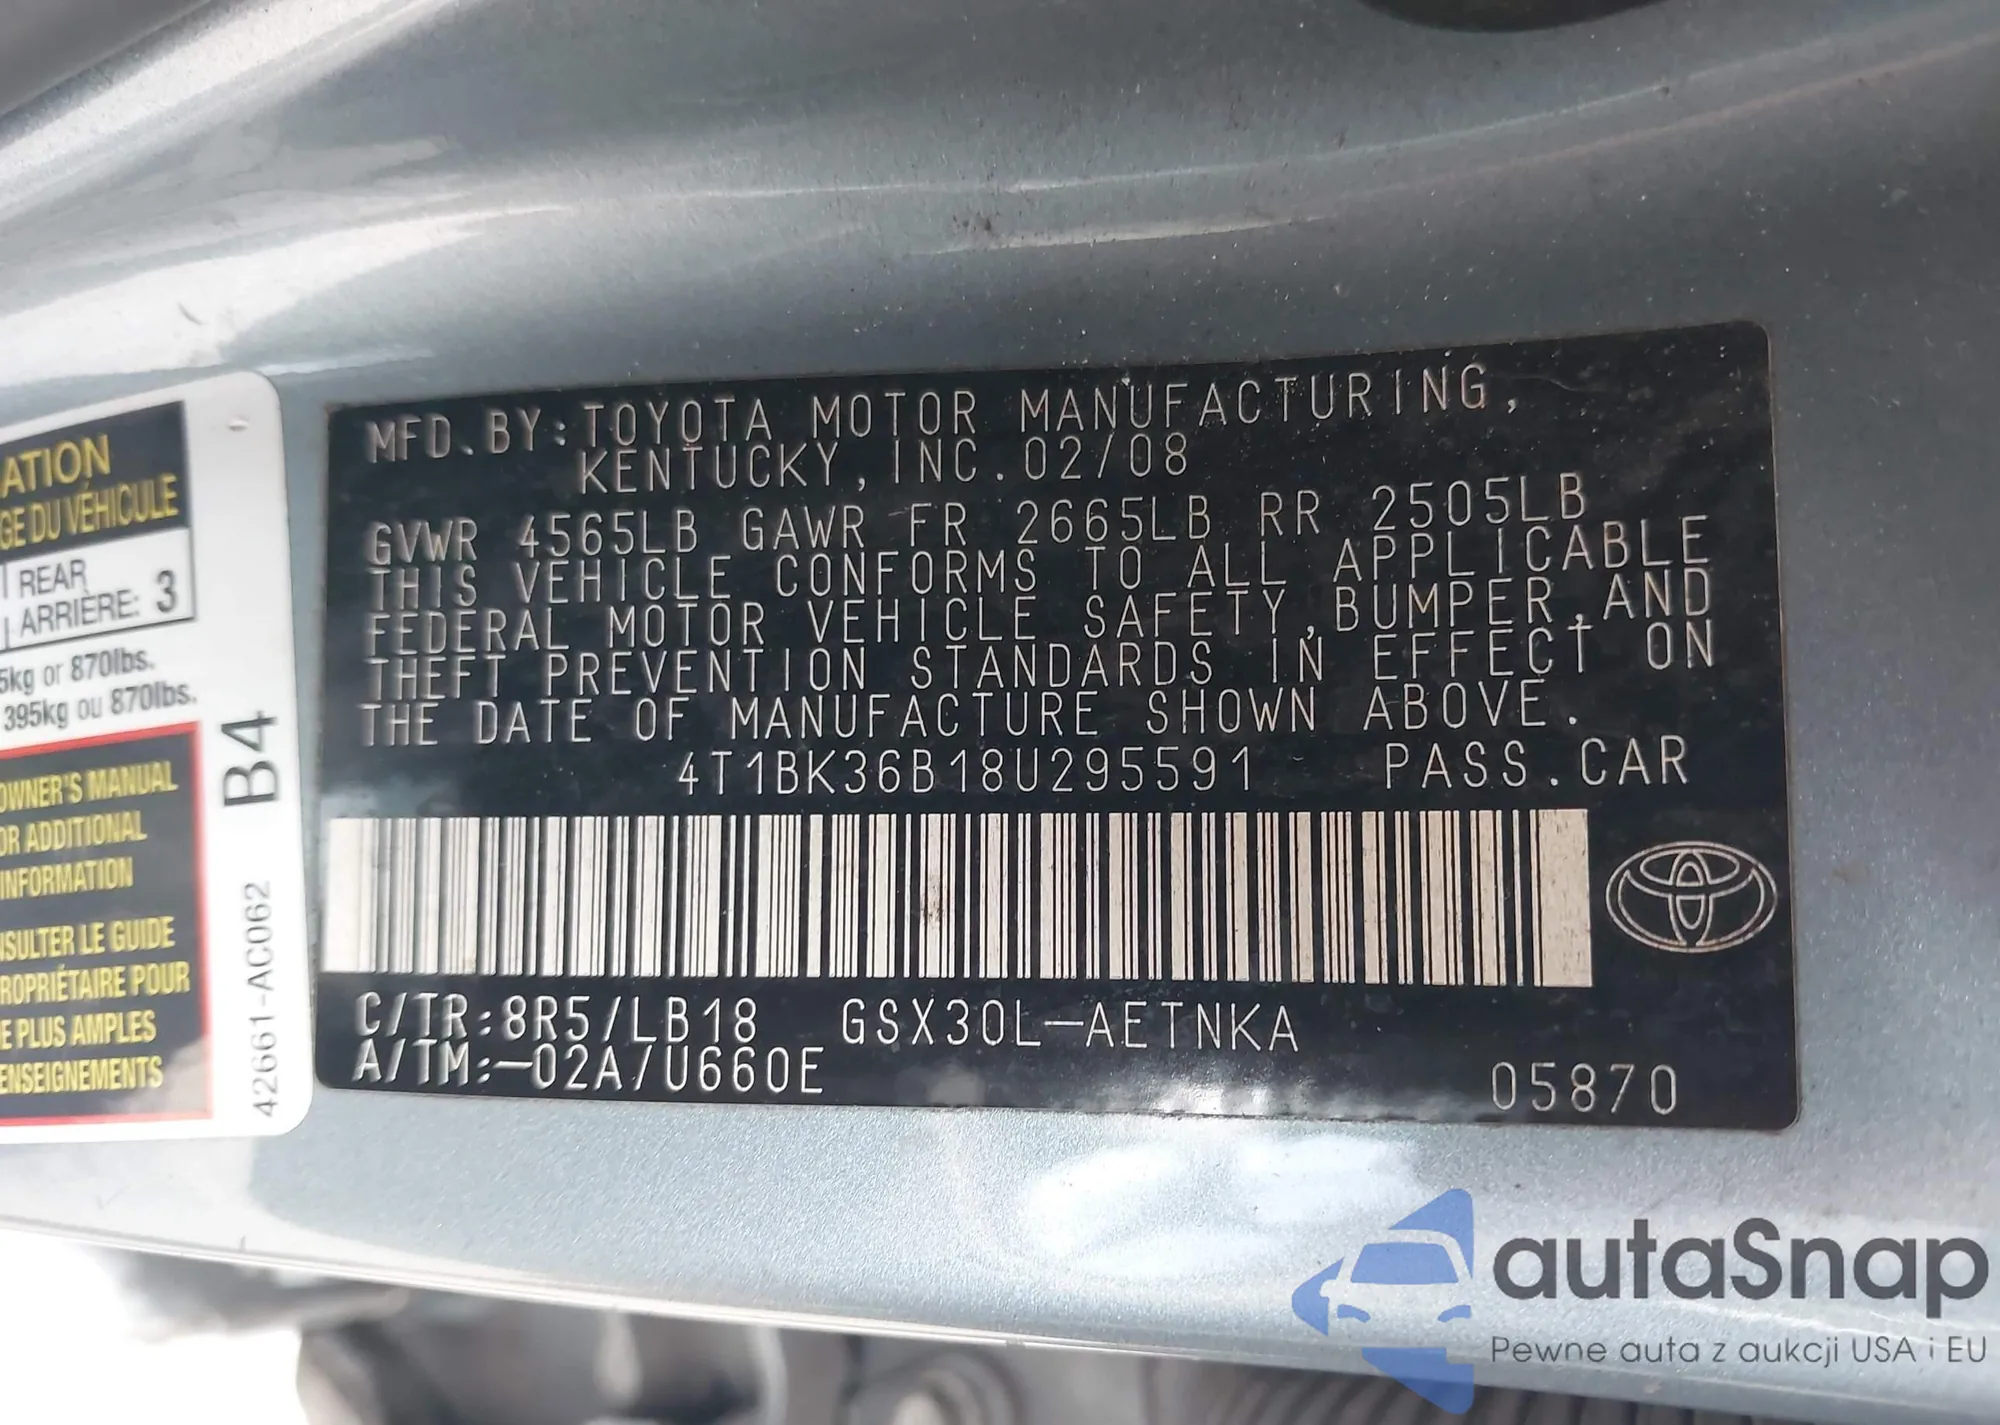 ATION
GE DU VÉHICULE
REAR
ARRIÈRE: 3
5kg or 870lbs.
395kg ou 870lbs.
OWNER'S MANUAL
OR ADDITIONAL
INFORMATION
NSULTER LE GUIDE
ROPRIÉTAIRE POUR
E PLUS AMPLES
ENSEIGNEMENTS
B4
42661-AC062
MFD.BY:TOYOTA MOTOR MANUFACTURING,
KENTUCKY,INC.02/08
GVWR 4565LB GAWR FR 2665LB RR 2505LB
THIS VEHICLE CONFORMS TO ALL APPLICABLE
FEDERAL MOTOR VEHICLE SAFETY,BUMPER,AND
THEFT PREVENTION STANDARDS IN EFFECT ON
THE DATE OF MANUFACTURE SHOWN ABOVE.
4T1BK36B18U295591 PASS.CAR
C/TR:8R5/LB18 GSX30L-AETNKA
A/TM:-02A/U660E
05870
autaSnap
Pewne auta z aukcji USA i EU